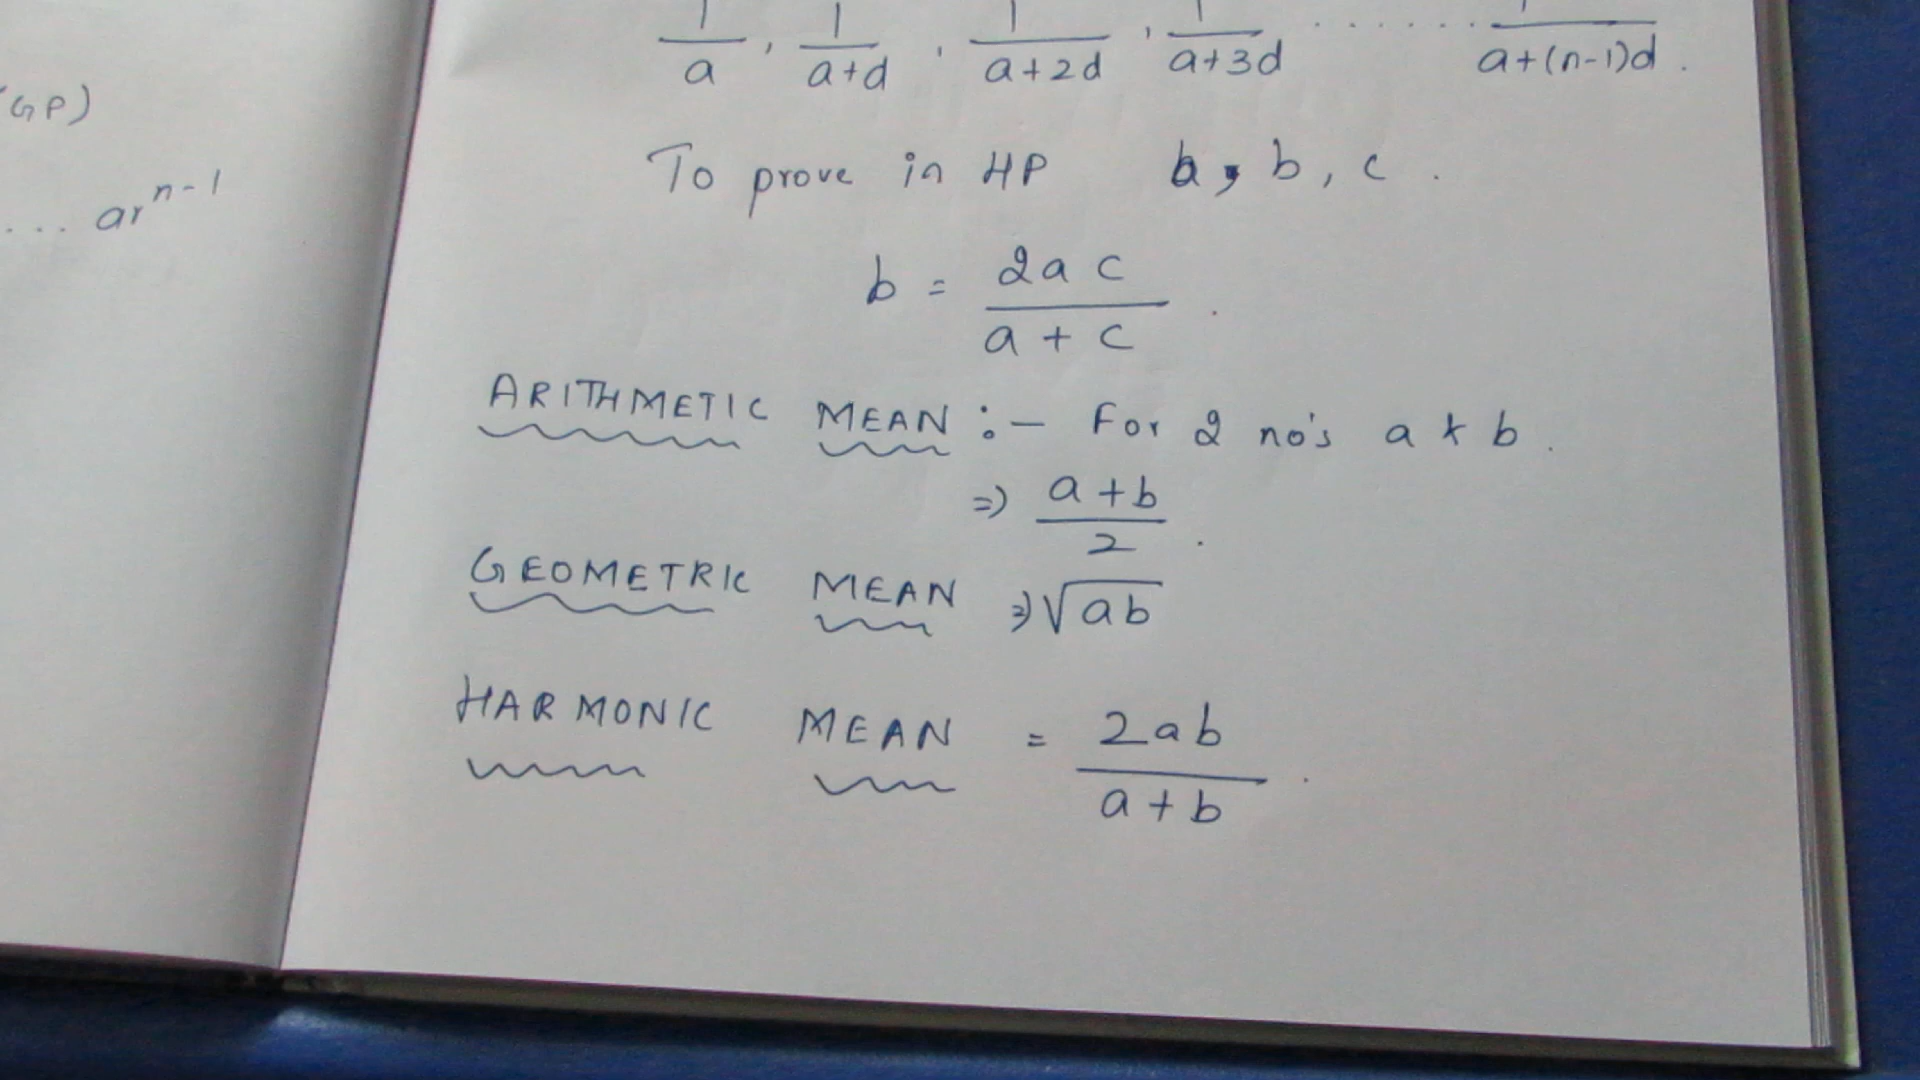 GP)
... ar^(n-1)
1/a , 1/(a+d) , 1/(a+2d) , 1/(a+3d) ....... 1/(a+(n-1)d) .
To prove in HP a, b, c .
b = 2ac/(a+c) .
ARITHMETIC MEAN :- For 2 no's a & b .
=> (a+b)/2 .
GEOMETRIC MEAN => √ab
HARMONIC MEAN = 2ab/(a+b) .